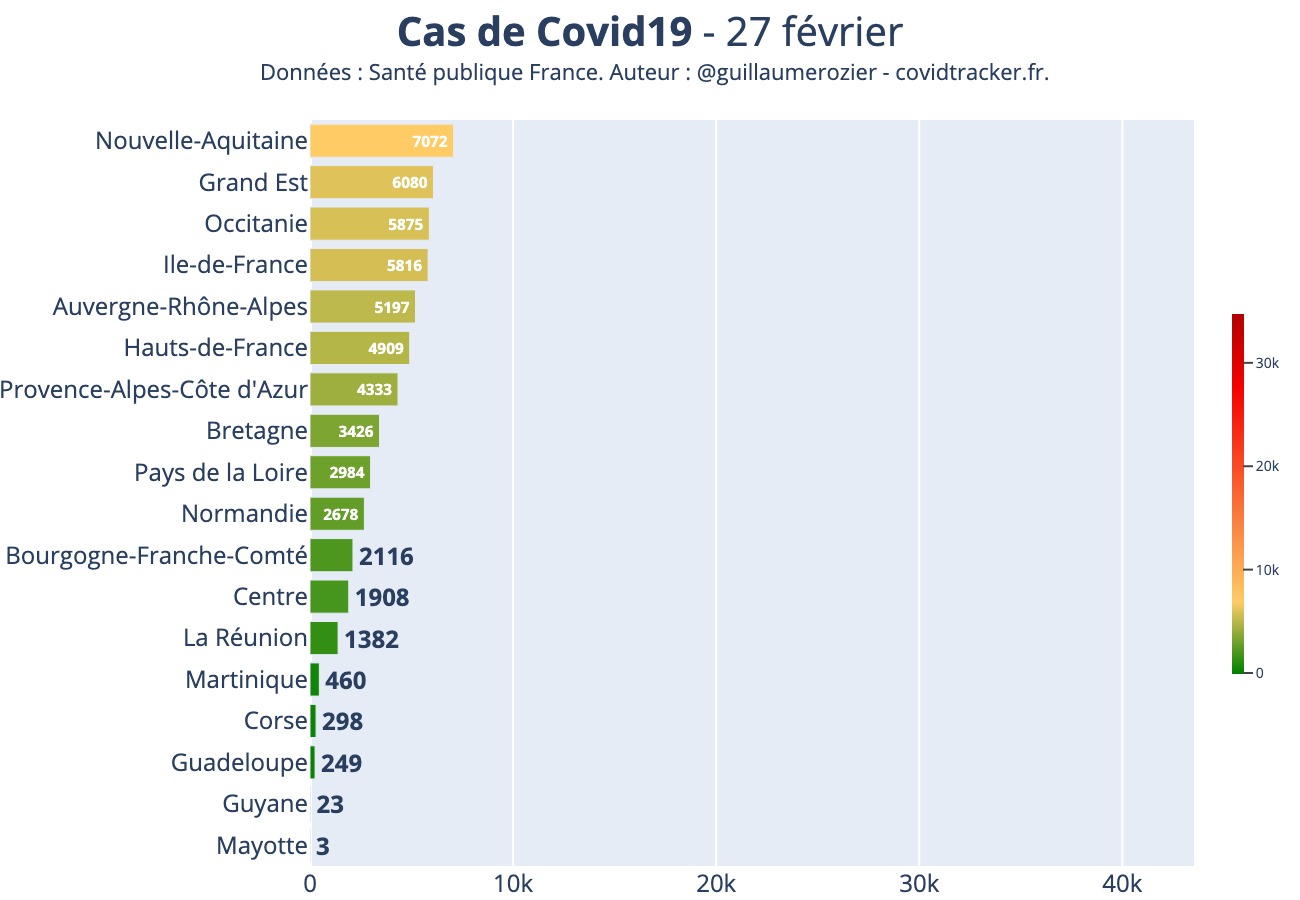 Cas de Covid19 - 27 février
Données : Santé publique France. Auteur : @guillaumerozier - covidtracker.fr.
Nouvelle-Aquitaine 7072
Grand Est 6080
Occitanie 5875
Ile-de-France 5816
Auvergne-Rhône-Alpes 5197
Hauts-de-France 4909
Provence-Alpes-Côte d'Azur 4333
Bretagne 3426
Pays de la Loire 2984
Normandie 2678
Bourgogne-Franche-Comté 2116
Centre 1908
La Réunion 1382
Martinique 460
Corse 298
Guadeloupe 249
Guyane 23
Mayotte 3
0 10k 20k 30k 40k
30k
20k
10k
0